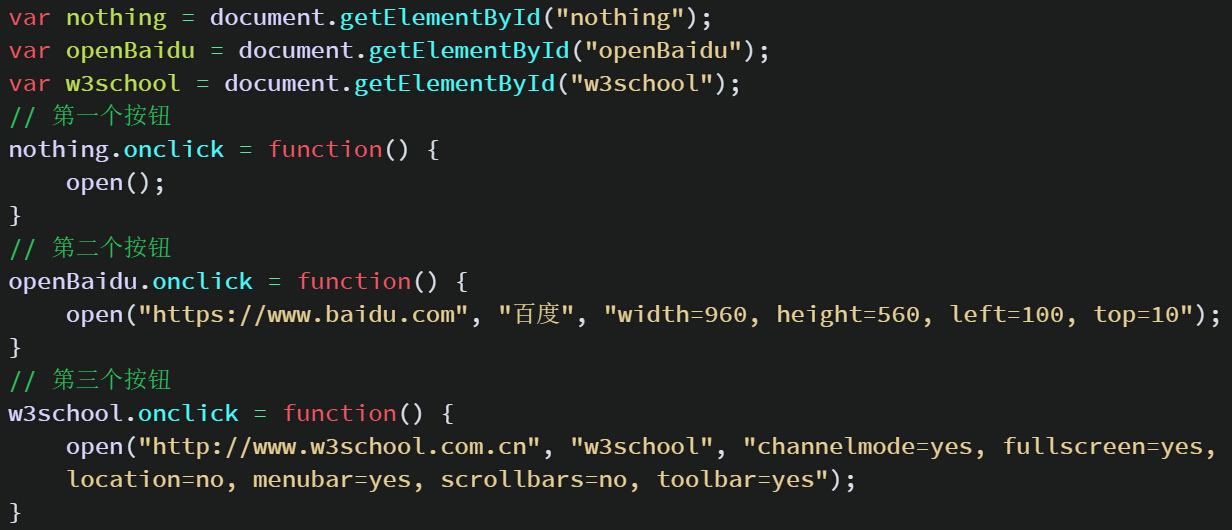 var nothing = document.getElementById("nothing");
var openBaidu = document.getElementById("openBaidu");
var w3school = document.getElementById("w3school");
// 第一个按钮
nothing.onclick = function() {
    open();
}
// 第二个按钮
openBaidu.onclick = function() {
    open("https://www.baidu.com", "百度", "width=960, height=560, left=100, top=10");
}
// 第三个按钮
w3school.onclick = function() {
    open("http://www.w3school.com.cn", "w3school", "channelmode=yes, fullscreen=yes,
    location=no, menubar=yes, scrollbars=no, toolbar=yes");
}